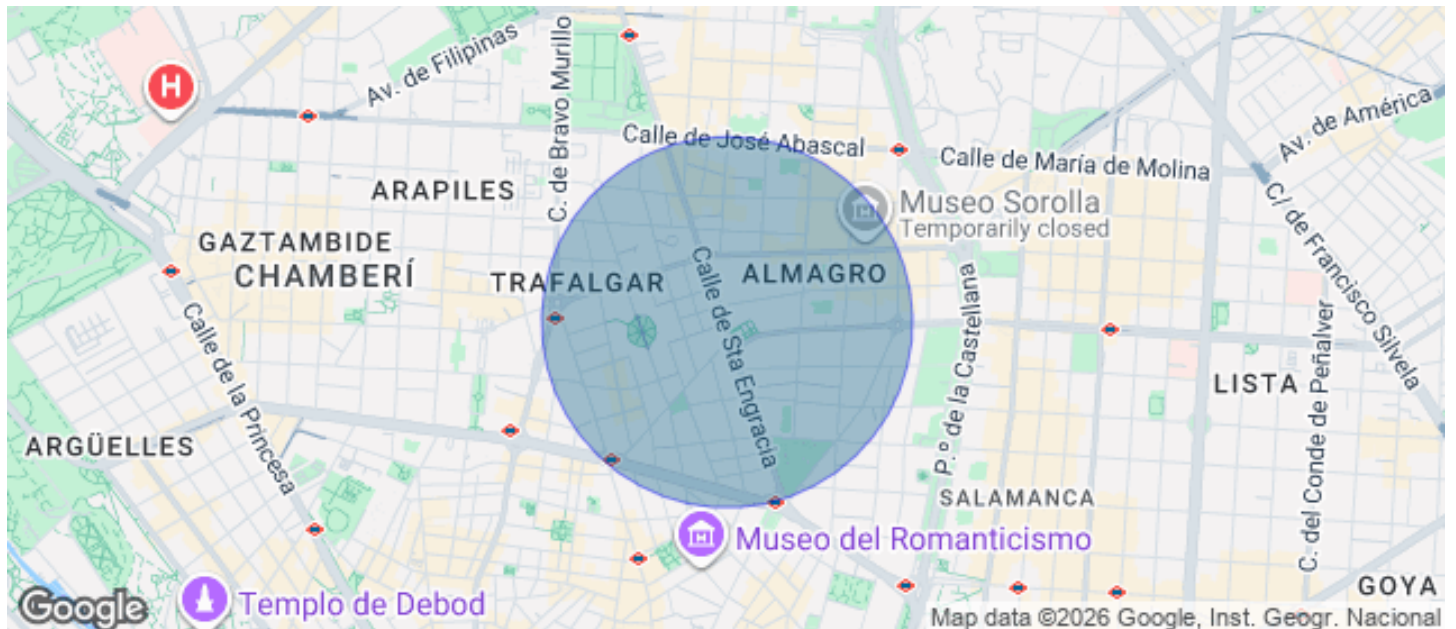 Av. de Filipinas
C. de Bravo Murillo
H
Av. de América
Calle de José Abascal
Calle de María de Molina
ARAPILES
Museo Sorolla
Temporarily closed
C/ de Francisco Silvela
GAZTAMBIDE
CHAMBERÍ
TRAFALGAR
ALMAGRO
Calle de Sta Engracia
P.º de la Castellana
Calle de la Princesa
LISTA
C. del Conde de Peñalver
ARGÜELLES
SALAMANCA
Museo del Romanticismo
GOYA
Templo de Debod
Google
Map data ©2026 Google, Inst. Geogr. Nacional